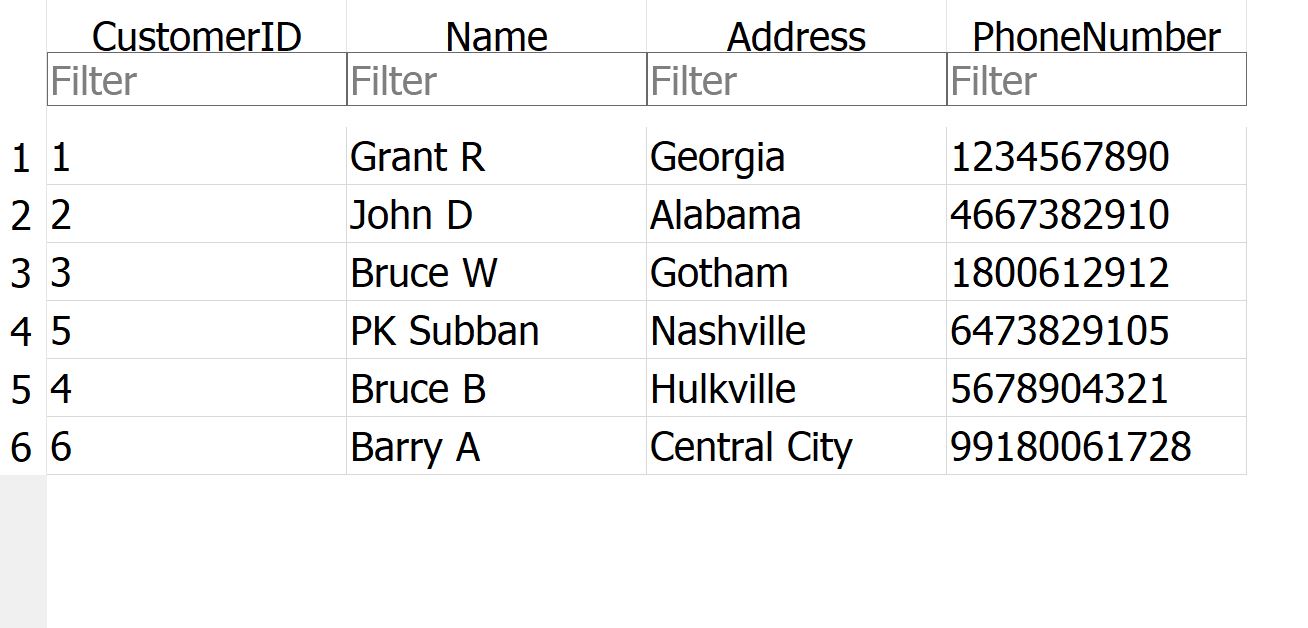 CustomerID Name Address PhoneNumber
Filter Filter Filter Filter
1 1 Grant R Georgia 1234567890
2 2 John D Alabama 4667382910
3 3 Bruce W Gotham 1800612912
4 5 PK Subban Nashville 6473829105
5 4 Bruce B Hulkville 5678904321
6 6 Barry A Central City 99180061728